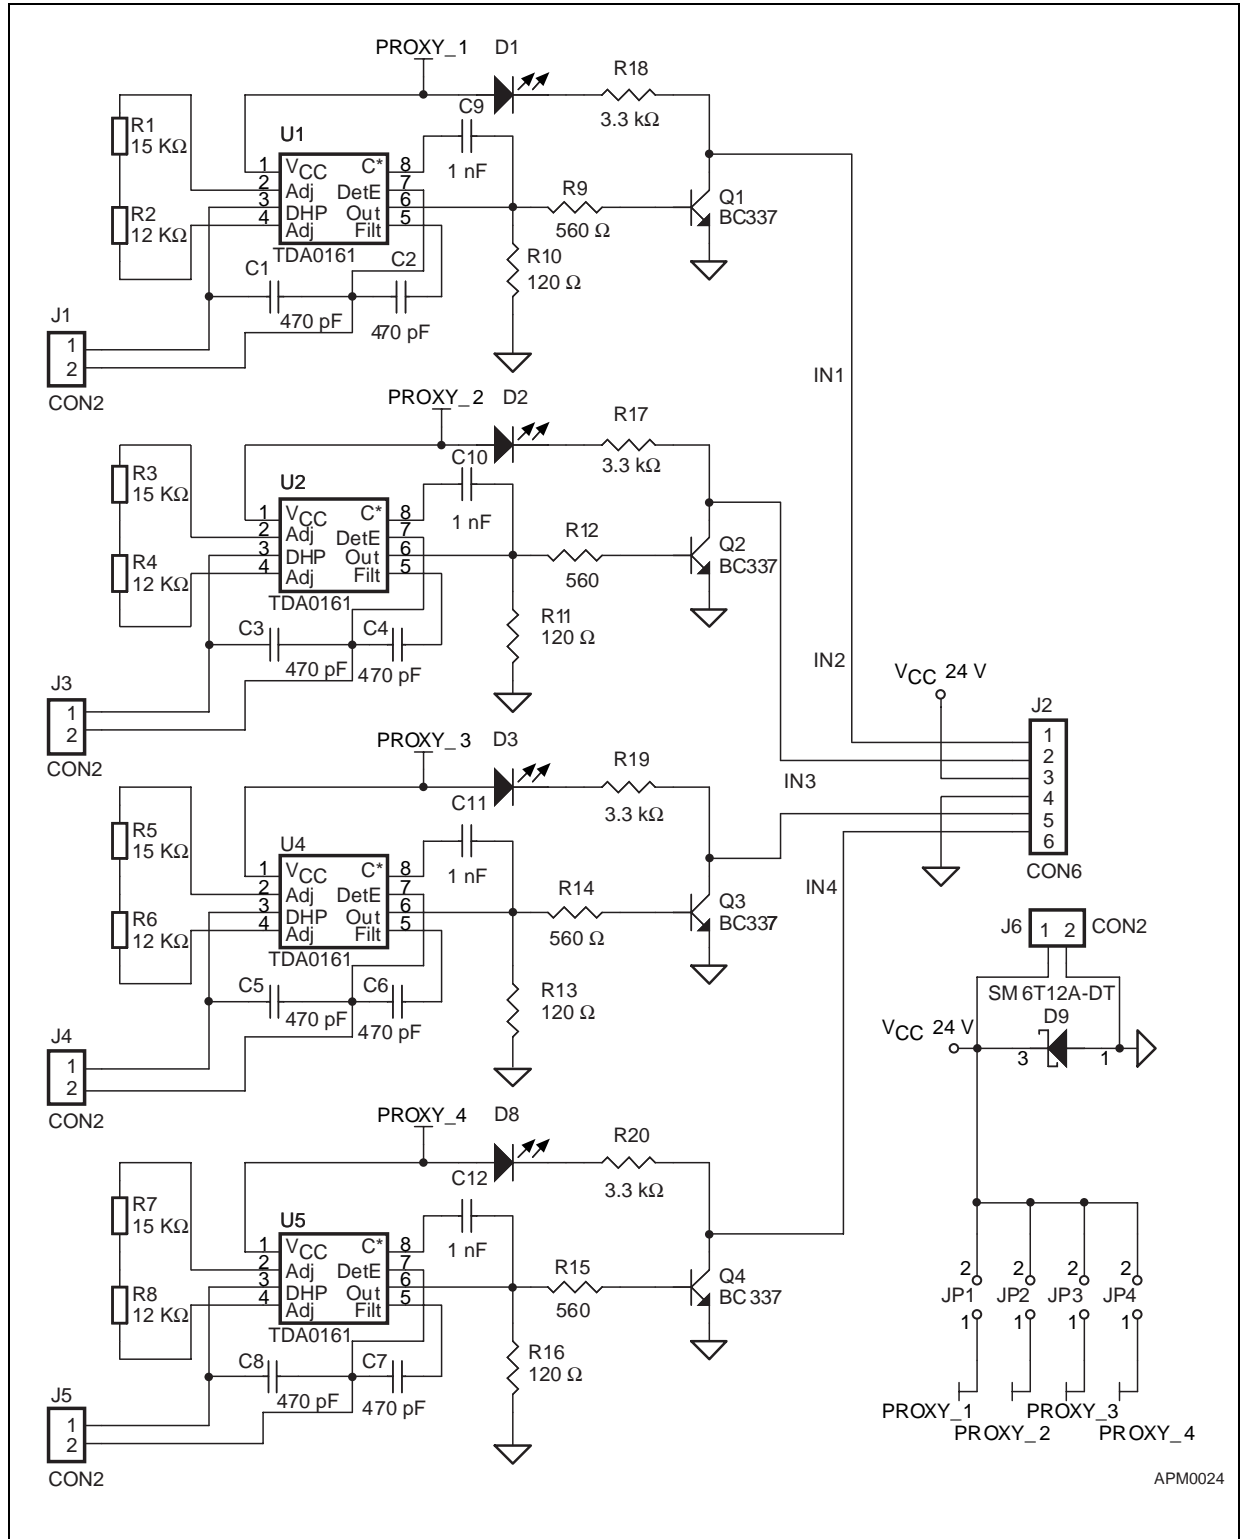 PROXY_1
D1
R18
3.3 kΩ
C9
1 nF
R1
15 KΩ
R2
12 KΩ
U1
1 VCC C* 8
2 Adj DetE 7
3 DHP Out 6
4 Adj Filt 5
TDA0161
R9
560 Ω
Q1
BC337
R10
120 Ω
C1
470 pF
C2
470 pF
J1
1
2
CON2
IN1
PROXY_2
D2
R17
3.3 kΩ
C10
1 nF
R3
15 KΩ
R4
12 KΩ
U2
1 VCC C* 8
2 Adj DetE 7
3 DHP Out 6
4 Adj Filt 5
TDA0161
R12
560
Q2
BC337
R11
120 Ω
C3
470 pF
C4
470 pF
J3
1
2
CON2
IN2
VCC 24 V
J2
1
2
3
4
5
6
CON6
PROXY_3
D3
R19
3.3 kΩ
IN3
C11
1 nF
R5
15 KΩ
R6
12 KΩ
U4
1 VCC C* 8
2 Adj DetE 7
3 DHP Out 6
4 Adj Filt 5
TDA0161
R14
560 Ω
Q3
BC337
R13
120 Ω
C5
470 pF
C6
470 pF
J4
1
2
CON2
IN4
J6
1 2
CON2
SM6T12A-DT
D9
VCC 24 V
3
1
PROXY_4
D8
R20
3.3 kΩ
C12
1 nF
R7
15 KΩ
R8
12 KΩ
U5
1 VCC C* 8
2 Adj DetE 7
3 DHP Out 6
4 Adj Filt 5
TDA0161
R15
560
Q4
BC337
R16
120 Ω
C8
470 pF
C7
470 pF
J5
1
2
CON2
2 2 2 2
JP1 JP2 JP3 JP4
1 1 1 1
PROXY_1
PROXY_2
PROXY_3
PROXY_4
APM0024